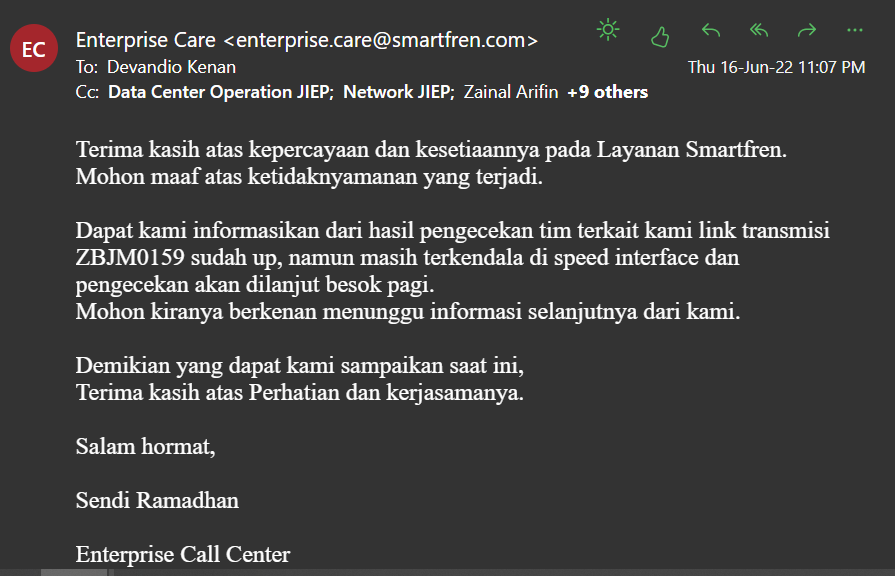 EC
Enterprise Care <enterprise.care@smartfren.com>
To: Devandio Kenan
Thu 16-Jun-22 11:07 PM
Cc: Data Center Operation JIEP; Network JIEP; Zainal Arifin +9 others
Terima kasih atas kepercayaan dan kesetiaannya pada Layanan Smartfren.
Mohon maaf atas ketidaknyamanan yang terjadi.
Dapat kami informasikan dari hasil pengecekan tim terkait kami link transmisi
ZBJM0159 sudah up, namun masih terkendala di speed interface dan
pengecekan akan dilanjut besok pagi.
Mohon kiranya berkenan menunggu informasi selanjutnya dari kami.
Demikian yang dapat kami sampaikan saat ini,
Terima kasih atas Perhatian dan kerjasamanya.
Salam hormat,
Sendi Ramadhan
Enterprise Call Center